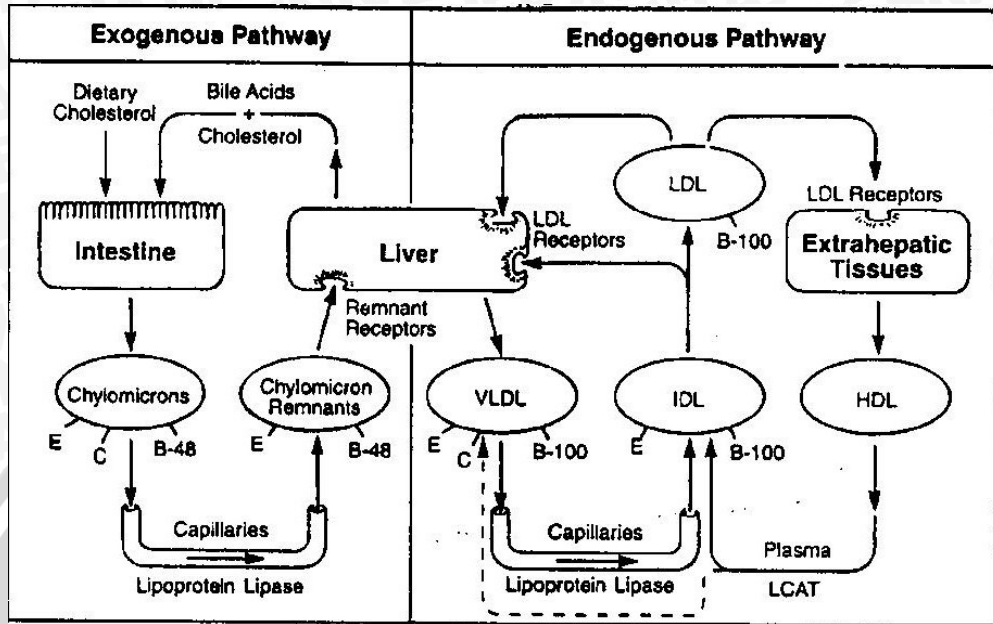 Exogenous Pathway
Endogenous Pathway
Dietary
Cholesterol
Bile Acids
+
Cholesterol
Intestine
Liver
LDL
Receptors
Remnant
Receptors
LDL
B-100
LDL Receptors
Extrahepatic
Tissues
Chylomicrons
E
C
B-48
Chylomicron
Remnants
E
B-48
VLDL
E
C
B-100
IDL
E
B-100
HDL
Capillaries
Lipoprotein Lipase
Capillaries
Lipoprotein Lipase
Plasma
LCAT